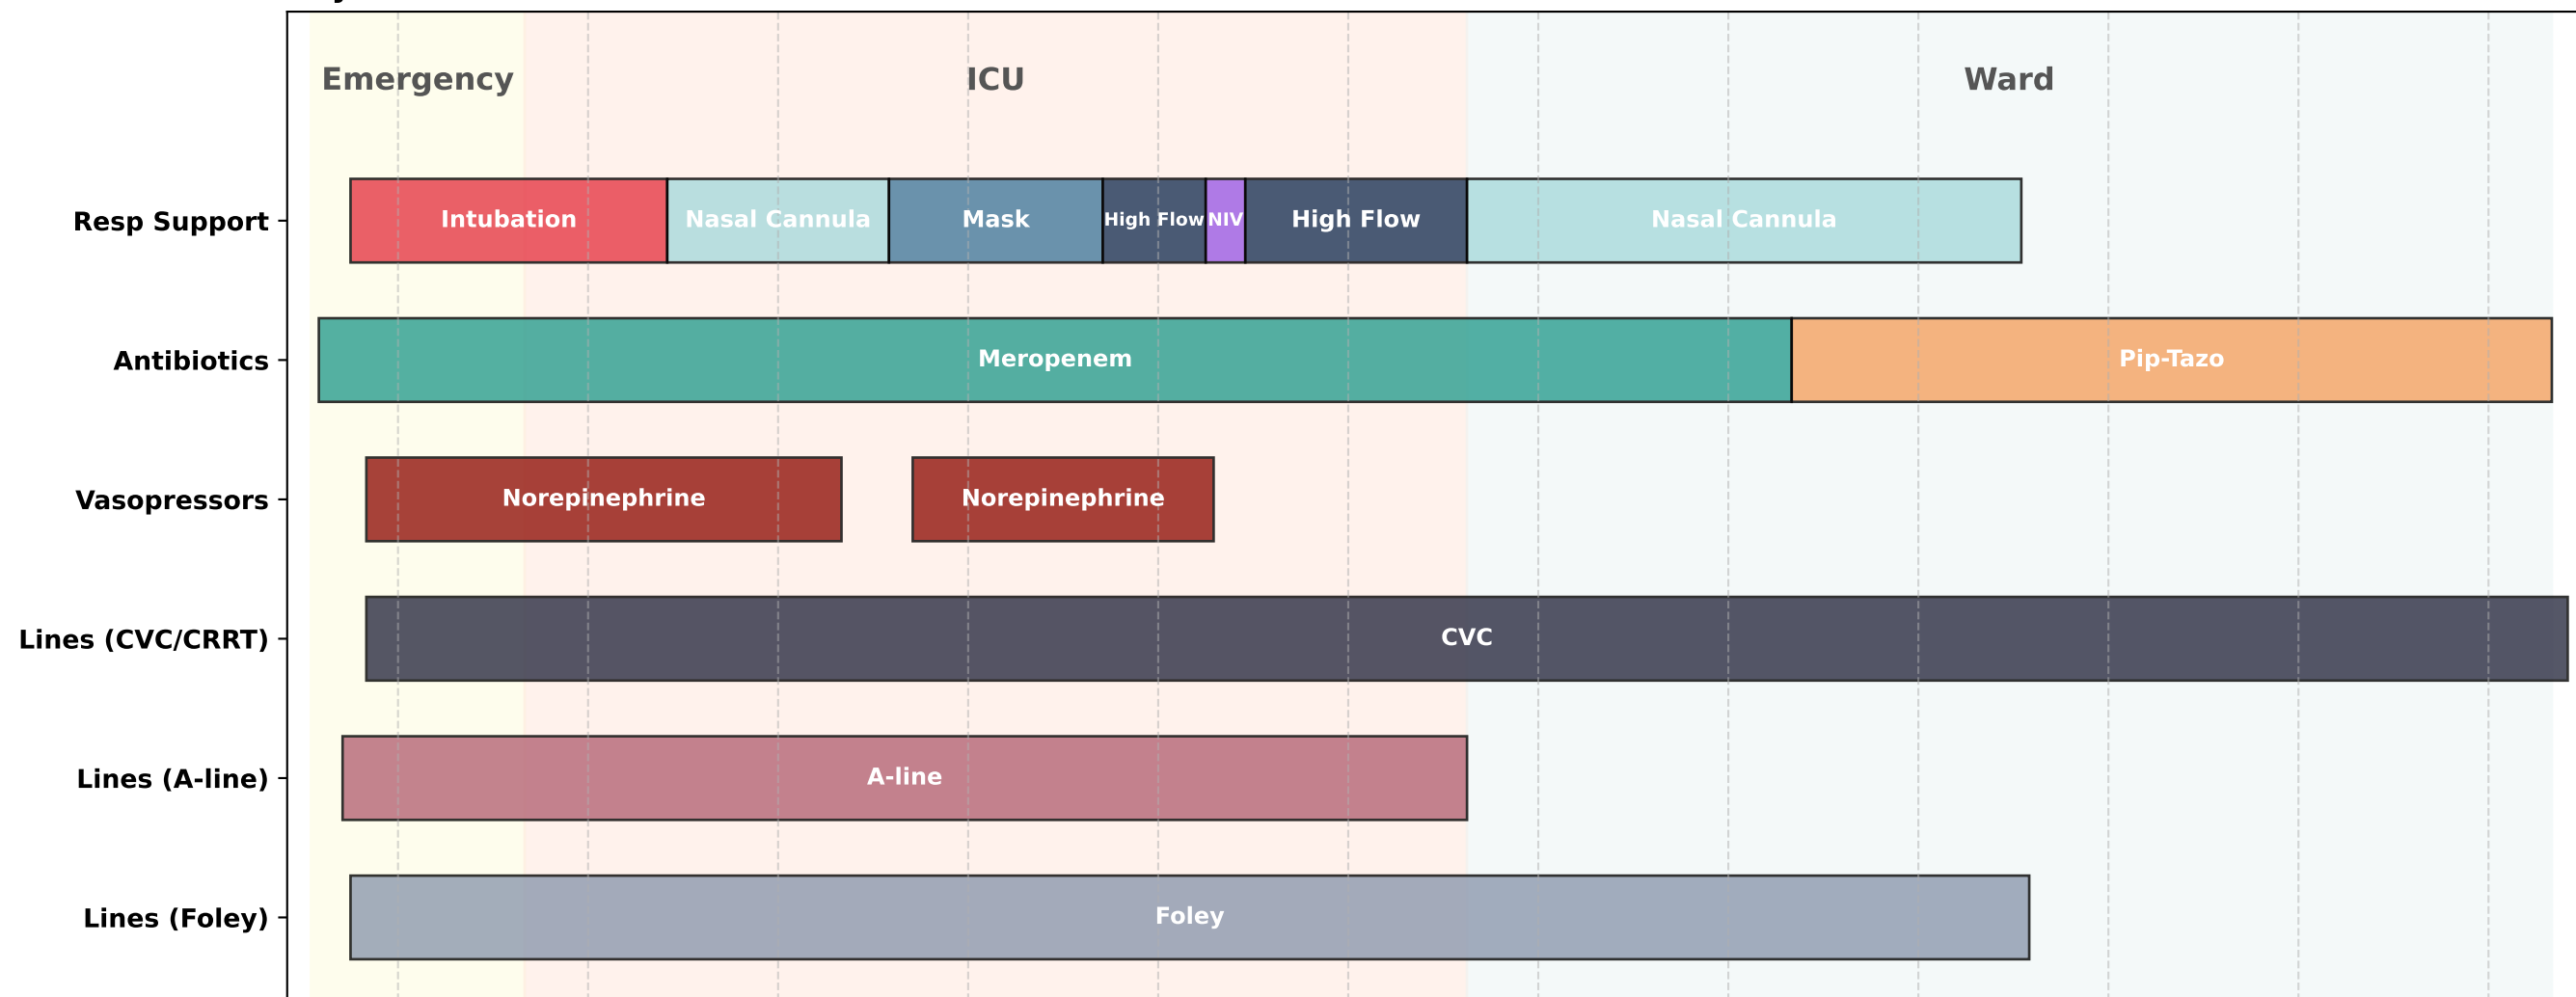 Emergency ICU Ward
Resp Support Intubation Nasal Cannula Mask High Flow NIV High Flow Nasal Cannula
Antibiotics Meropenem Pip-Tazo
Vasopressors Norepinephrine Norepinephrine
Lines (CVC/CRRT) CVC
Lines (A-line) A-line
Lines (Foley) Foley